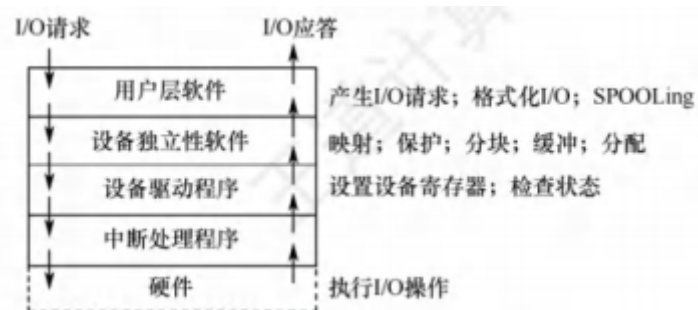 I/O请求 I/O应答
用户层软件 产生I/O请求；格式化I/O；SPOOLing
设备独立性软件 映射；保护；分块；缓冲；分配
设备驱动程序 设置设备寄存器；检查状态
中断处理程序
硬件 执行I/O操作